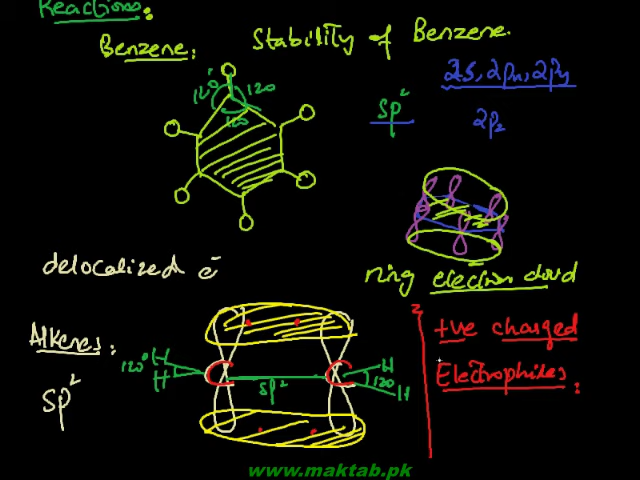 Reactions:
Benzene: Stability of Benzene.
120° 120
120
sp² 2s, 2px, 2py
2pz
delocalized e⁻
ring electron cloud
Alkenes:
sp²
120° H
H
C C
sp²
H
120
H
+ve charged
Electrophiles:
www.maktab.pk